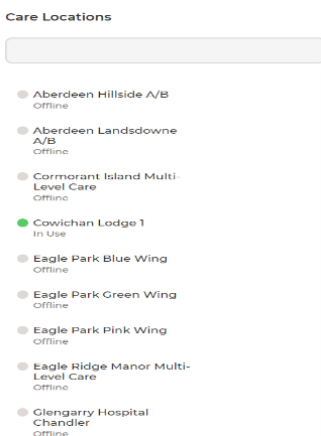 Care Locations
Aberdeen Hillside A/B
Offline
Aberdeen Landsdowne
A/B
Offline
Cormorant Island Multi-
Level Care
Offline
Cowichan Lodge 1
In Use
Eagle Park Blue Wing
Offline
Eagle Park Green Wing
Offline
Eagle Park Pink Wing
Offline
Eagle Ridge Manor Multi-
Level Care
Offline
Glengarry Hospital
Chandler
Offline